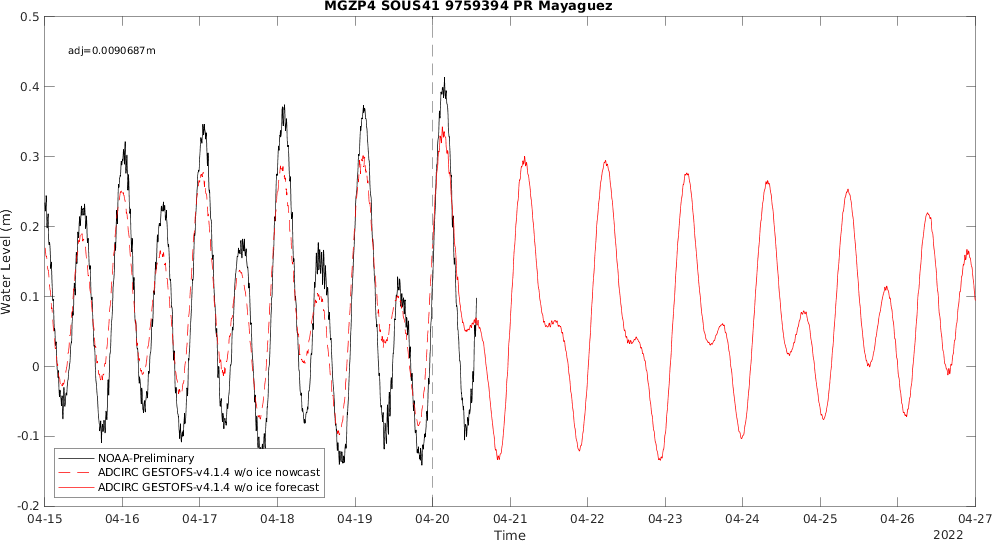 MGZP4 SOUS41 9759394 PR Mayaguez
0.5
adj=0.0090687m
0.4
0.3
0.2
0.1
0
-0.1
-0.2
Water Level (m)
NOAA-Preliminary
ADCIRC GESTOFS-v4.1.4 w/o ice nowcast
ADCIRC GESTOFS-v4.1.4 w/o ice forecast
04-15 04-16 04-17 04-18 04-19 04-20 04-21 04-22 04-23 04-24 04-25 04-26 04-27
Time
2022